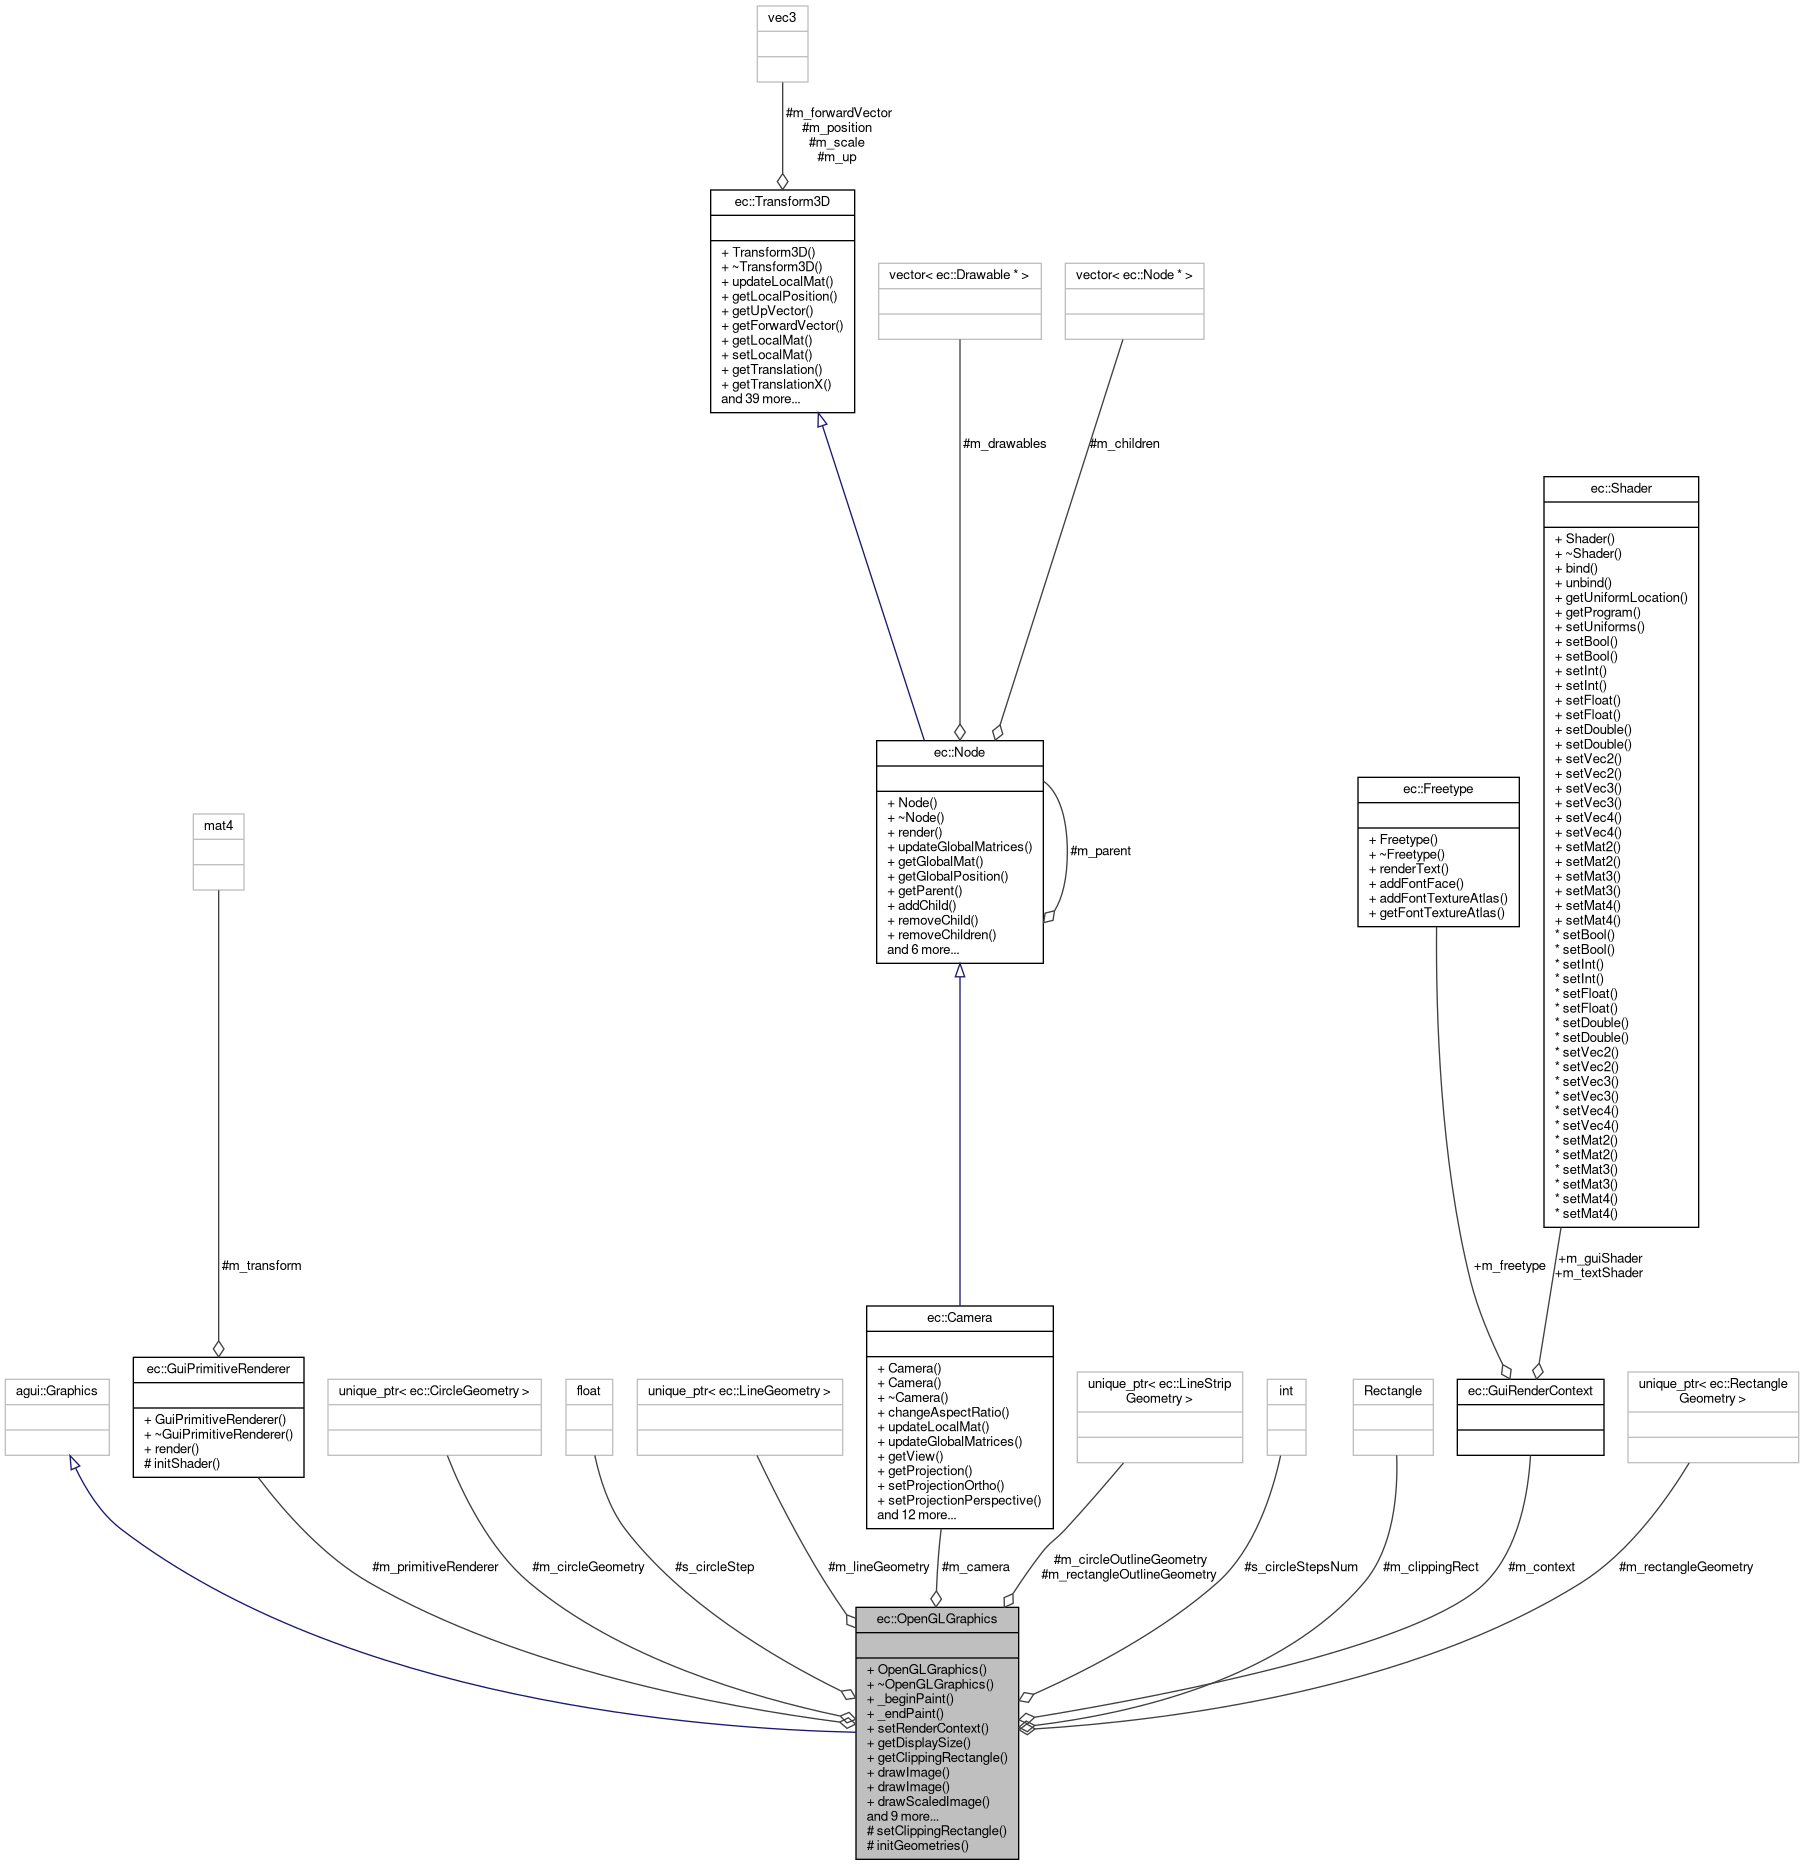 vec3
#m_forwardVector
#m_position
#m_scale
#m_up
ec::Transform3D
+ Transform3D()
+ ~Transform3D()
+ updateLocalMat()
+ getLocalPosition()
+ getUpVector()
+ getForwardVector()
+ getLocalMat()
+ setLocalMat()
+ getTranslation()
+ getTranslationX()
and 39 more...
vector< ec::Drawable * >
vector< ec::Node * >
#m_drawables
#m_children
ec::Shader
+ Shader()
+ ~Shader()
+ bind()
+ unbind()
+ getUniformLocation()
+ getProgram()
+ setUniforms()
+ setBool()
+ setBool()
+ setInt()
+ setInt()
+ setFloat()
+ setFloat()
+ setDouble()
+ setDouble()
+ setVec2()
+ setVec2()
+ setVec3()
+ setVec3()
+ setVec4()
+ setVec4()
+ setMat2()
+ setMat2()
+ setMat3()
+ setMat3()
+ setMat4()
+ setMat4()
* setBool()
* setBool()
* setInt()
* setInt()
* setFloat()
* setFloat()
* setDouble()
* setDouble()
* setVec2()
* setVec2()
* setVec3()
* setVec3()
* setVec4()
* setVec4()
* setMat2()
* setMat2()
* setMat3()
* setMat3()
* setMat4()
* setMat4()
ec::Node
+ Node()
+ ~Node()
+ render()
+ updateGlobalMatrices()
+ getGlobalMat()
+ getGlobalPosition()
+ getParent()
+ addChild()
+ removeChild()
+ removeChildren()
and 6 more...
#m_parent
ec::Freetype
+ Freetype()
+ ~Freetype()
+ renderText()
+ addFontFace()
+ addFontTextureAtlas()
+ getFontTextureAtlas()
mat4
#m_transform
+m_freetype
+m_guiShader
+m_textShader
agui::Graphics
ec::GuiPrimitiveRenderer
+ GuiPrimitiveRenderer()
+ ~GuiPrimitiveRenderer()
+ render()
# initShader()
unique_ptr< ec::CircleGeometry >
float
unique_ptr< ec::LineGeometry >
ec::Camera
+ Camera()
+ Camera()
+ ~Camera()
+ changeAspectRatio()
+ updateLocalMat()
+ updateGlobalMatrices()
+ getView()
+ getProjection()
+ setProjectionOrtho()
+ setProjectionPerspective()
and 12 more...
unique_ptr< ec::LineStrip
Geometry >
int
Rectangle
ec::GuiRenderContext
unique_ptr< ec::Rectangle
Geometry >
#m_primitiveRenderer
#m_circleGeometry
#s_circleStep
#m_lineGeometry
#m_camera
#m_circleOutlineGeometry
#m_rectangleOutlineGeometry
#s_circleStepsNum
#m_clippingRect
#m_context
#m_rectangleGeometry
ec::OpenGLGraphics
+ OpenGLGraphics()
+ ~OpenGLGraphics()
+ _beginPaint()
+ _endPaint()
+ setRenderContext()
+ getDisplaySize()
+ getClippingRectangle()
+ drawImage()
+ drawImage()
+ drawScaledImage()
and 9 more...
# setClippingRectangle()
# initGeometries()